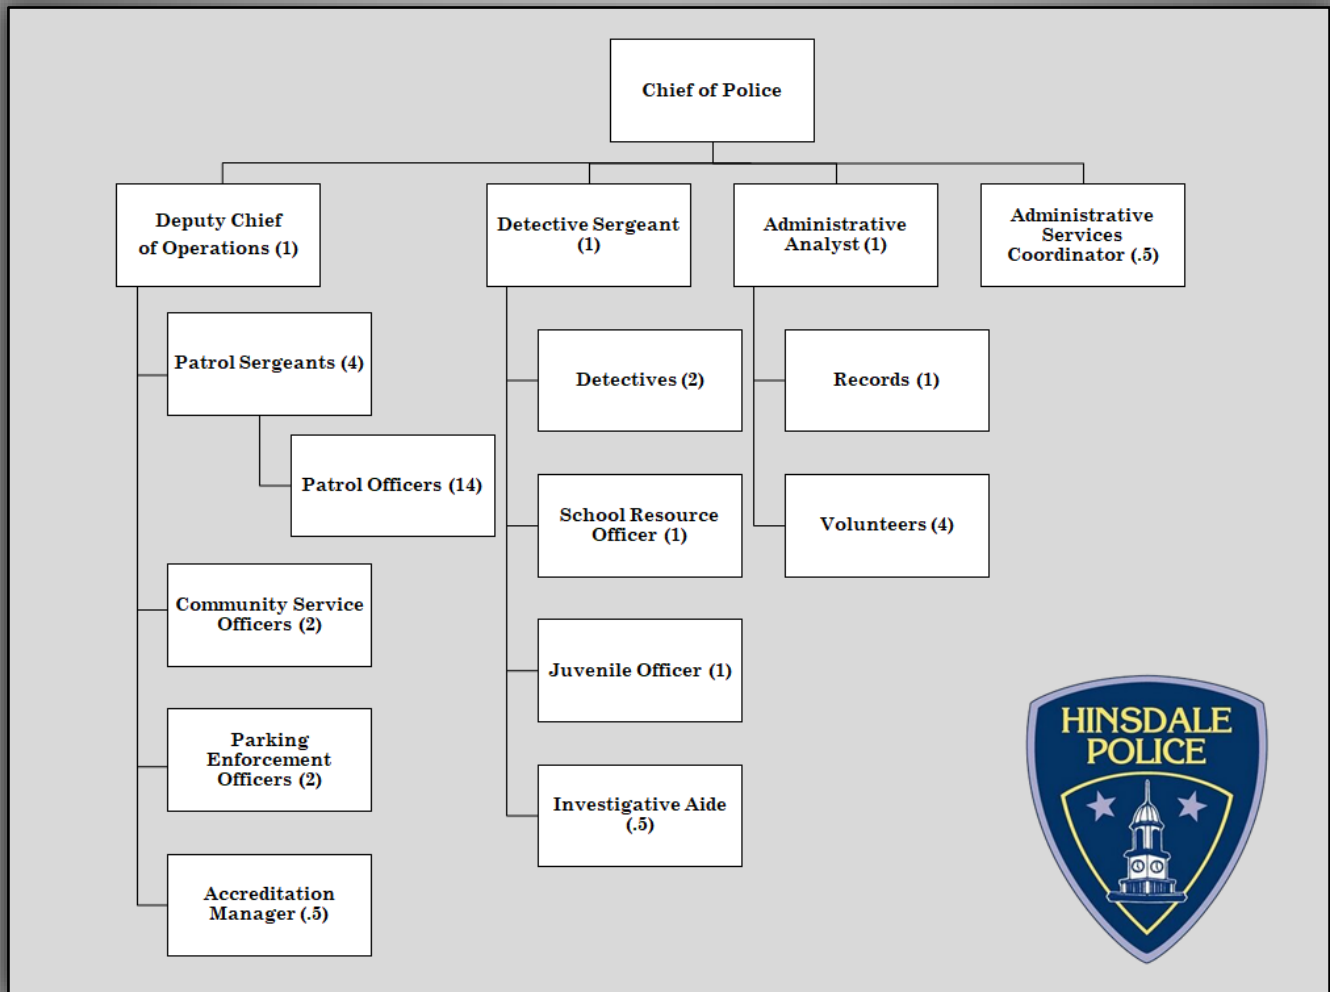 Chief of Police
Deputy Chief
of Operations (1)
Detective Sergeant
(1)
Administrative
Analyst (1)
Administrative
Services
Coordinator (.5)
Patrol Sergeants (4)
Patrol Officers (14)
Community Service
Officers (2)
Parking
Enforcement
Officers (2)
Accreditation
Manager (.5)
Detectives (2)
School Resource
Officer (1)
Juvenile Officer (1)
Investigative Aide
(.5)
Records (1)
Volunteers (4)
HINSDALE
POLICE